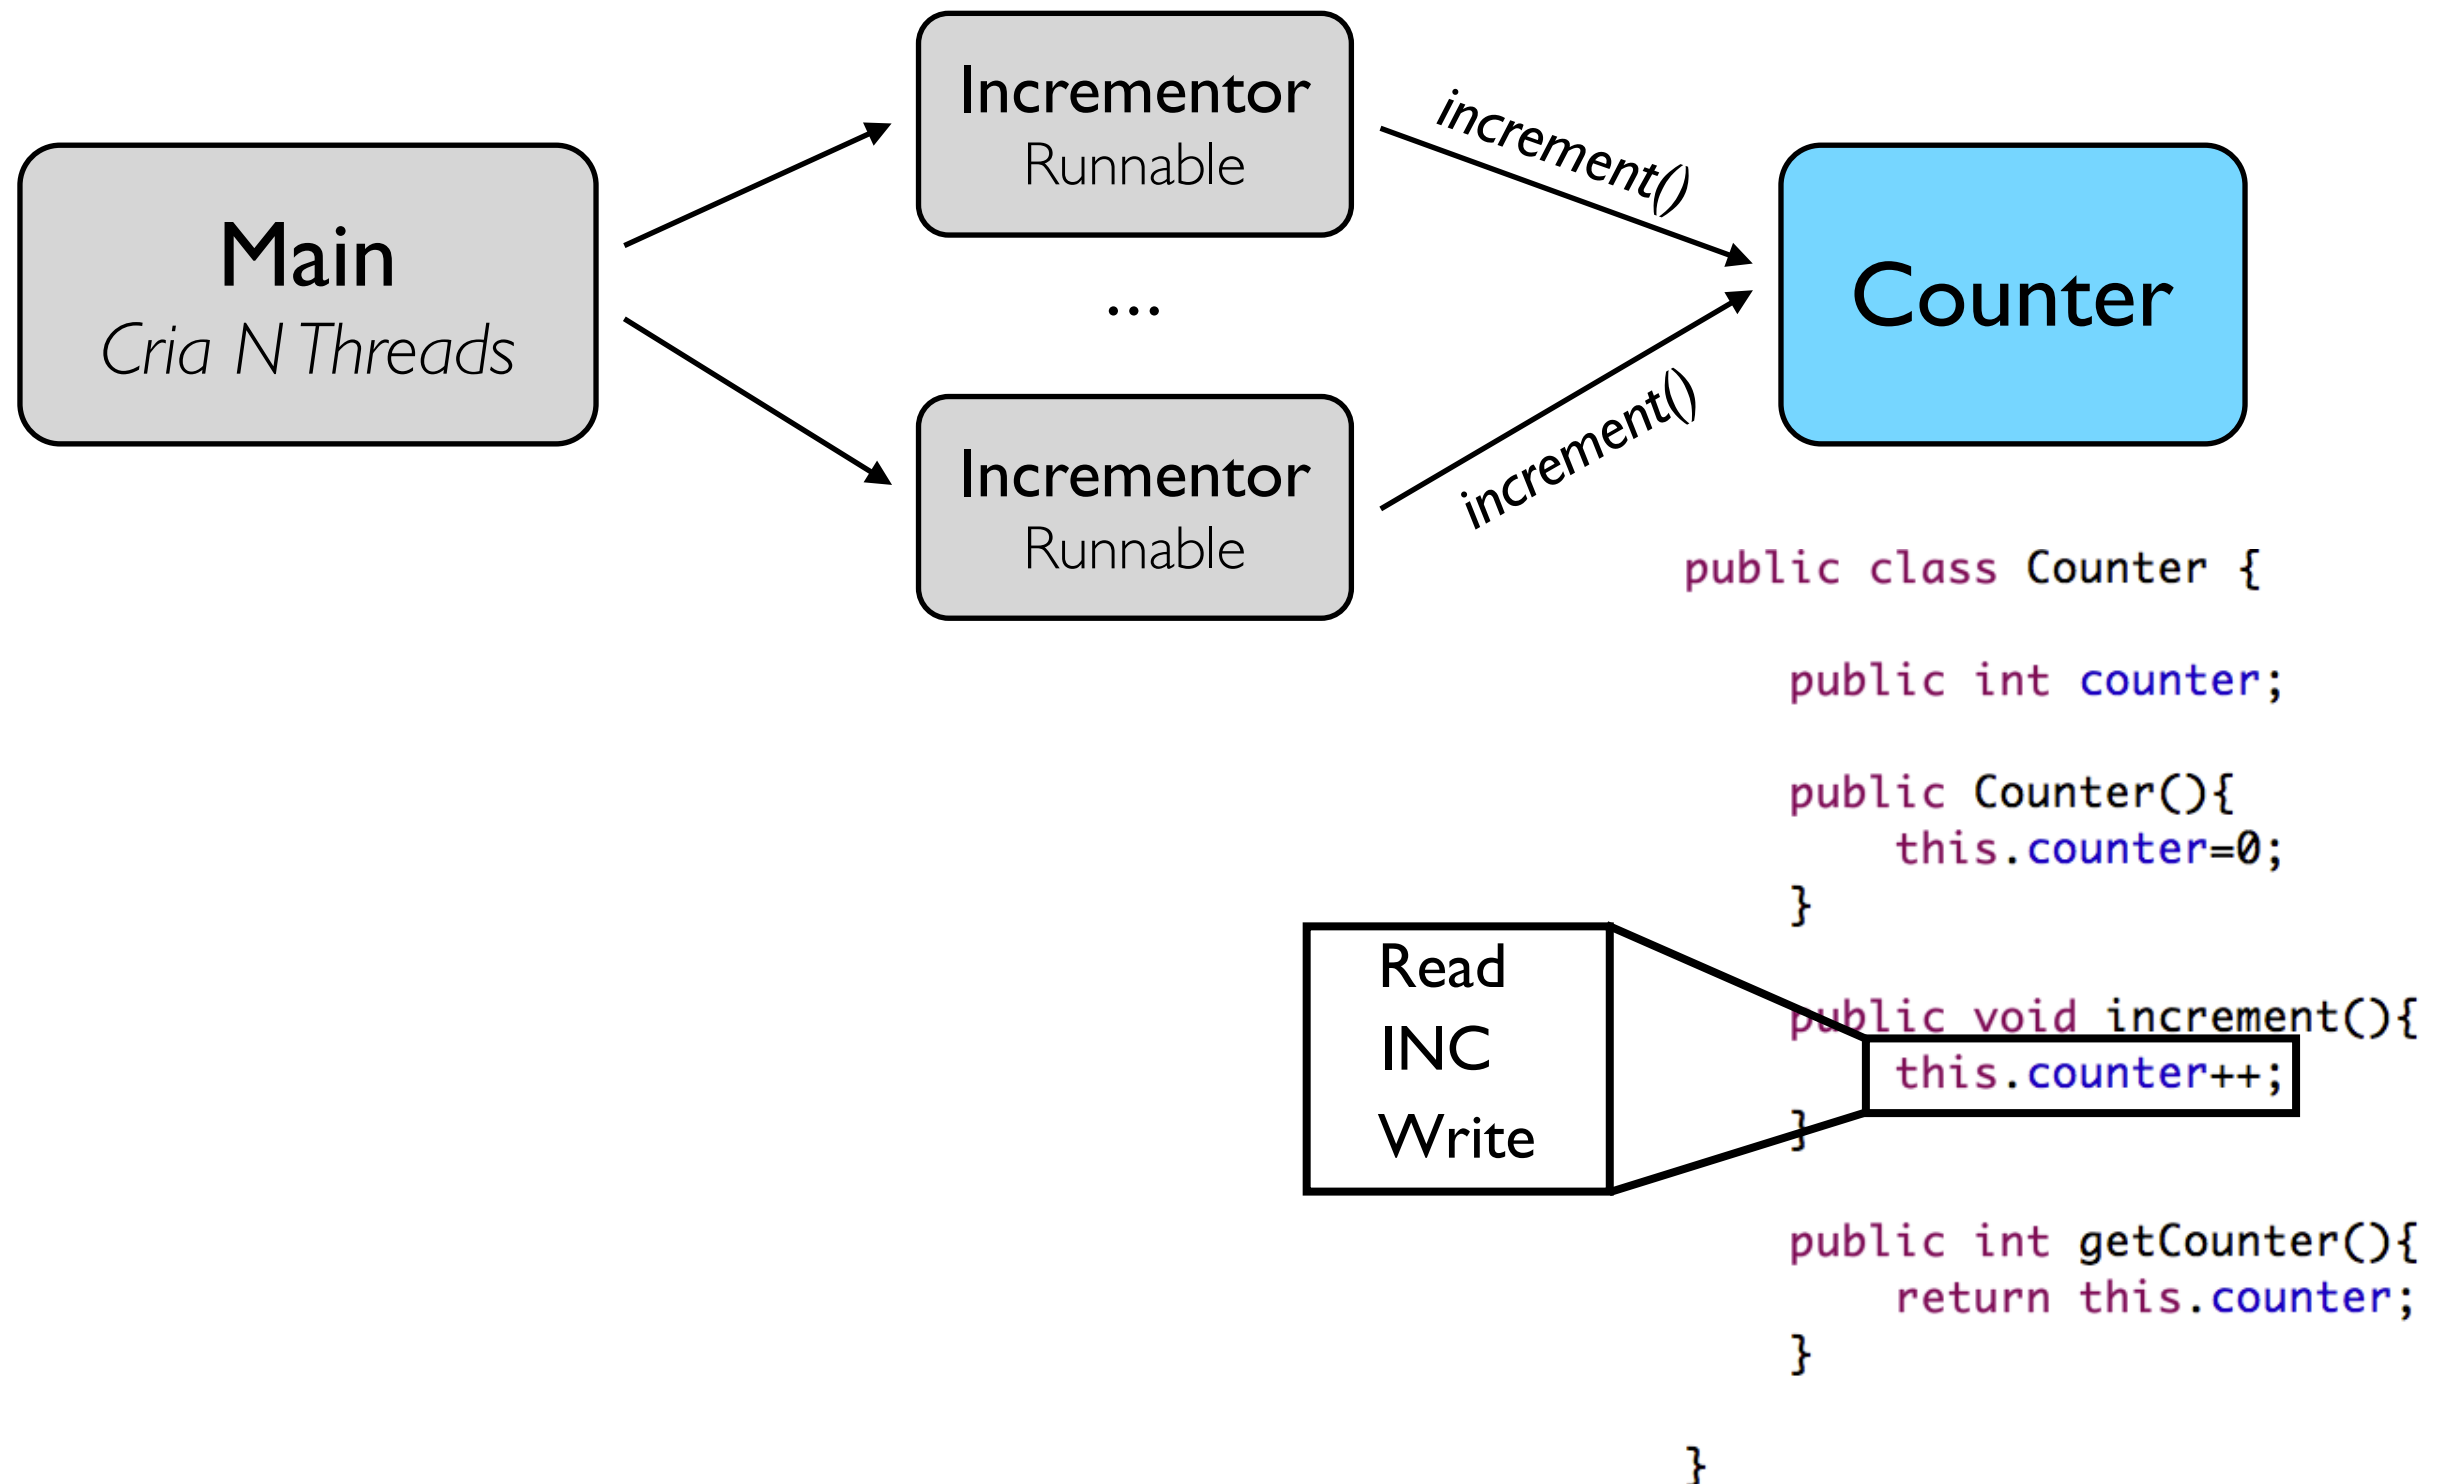 Main
Cria N Threads
Incrementor
Runnable
...
Incrementor
Runnable
increment()
increment()
Counter
public class Counter {
public int counter;
public Counter(){
this.counter=0;
}
public void increment(){
this.counter++;
}
public int getCounter(){
return this.counter;
}
}
Read
INC
Write